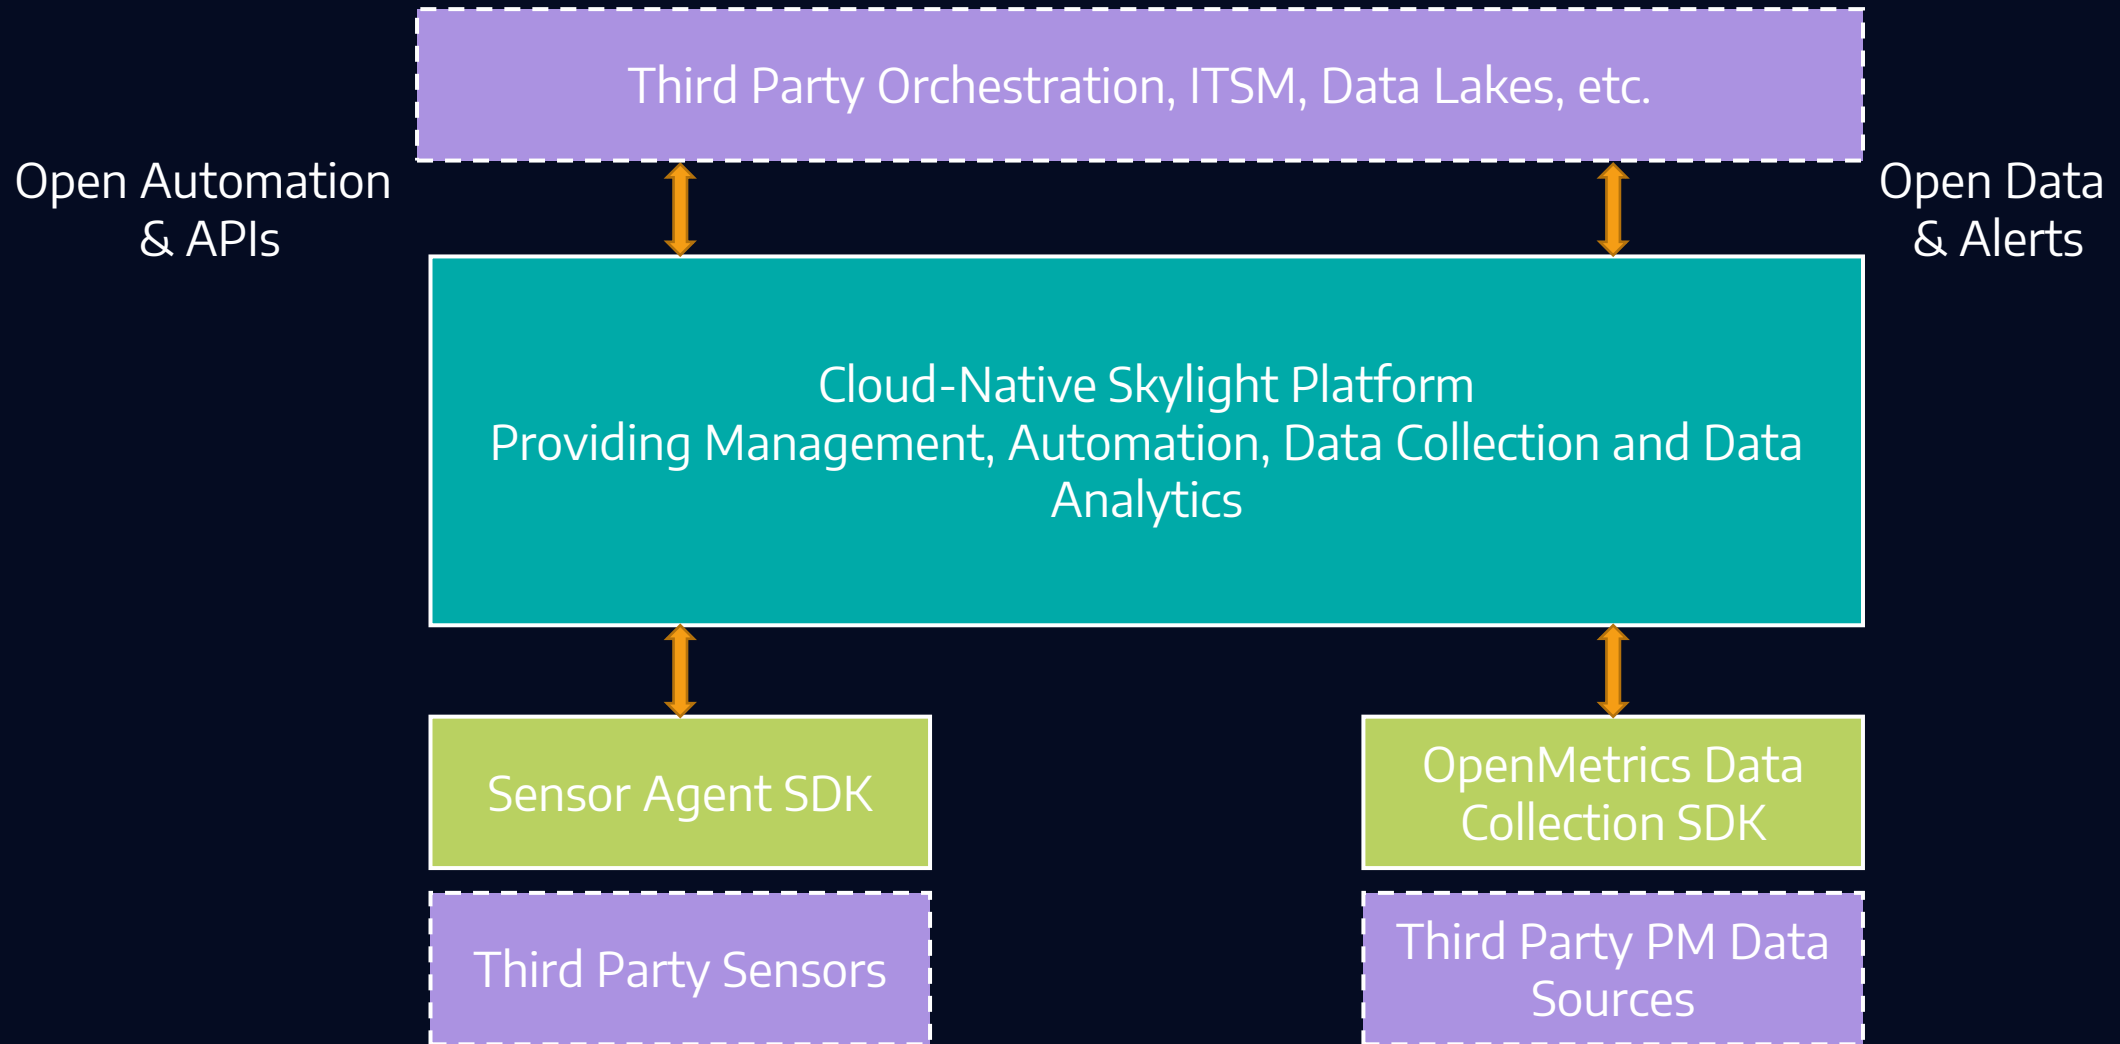 Third Party Orchestration, ITSM, Data Lakes, etc.
Open Automation
& APIs
Open Data
& Alerts
Cloud-Native Skylight Platform
Providing Management, Automation, Data Collection and Data
Analytics
Sensor Agent SDK
OpenMetrics Data
Collection SDK
Third Party Sensors
Third Party PM Data
Sources